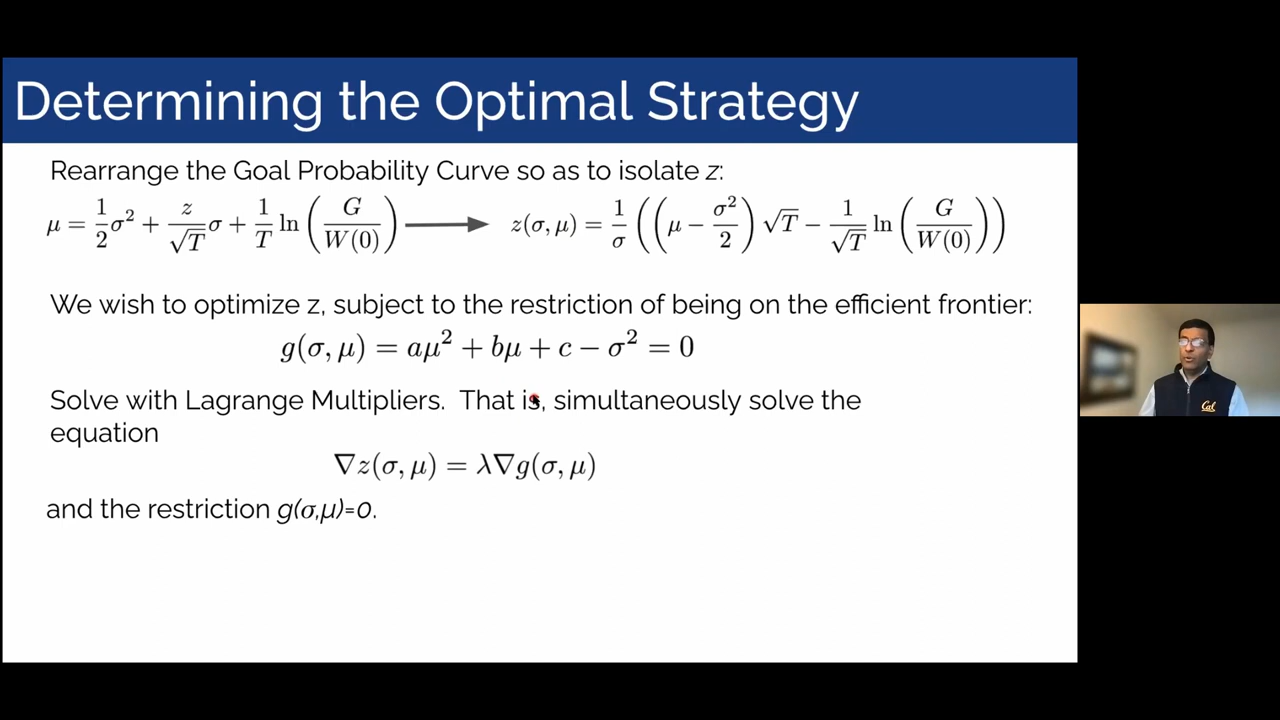 Determining the Optimal Strategy
Rearrange the Goal Probability Curve so as to isolate z:
μ = 1/2 σ² + z/√T σ + 1/T ln(G/W(0)) → z(σ, μ) = 1/σ ((μ − σ²/2) √T − 1/√T ln(G/W(0)))
We wish to optimize z, subject to the restriction of being on the efficient frontier:
g(σ, μ) = aμ² + bμ + c − σ² = 0
Solve with Lagrange Multipliers. That is, simultaneously solve the
equation
∇z(σ, μ) = λ∇g(σ, μ)
and the restriction g(σ,μ)=0.
Cal